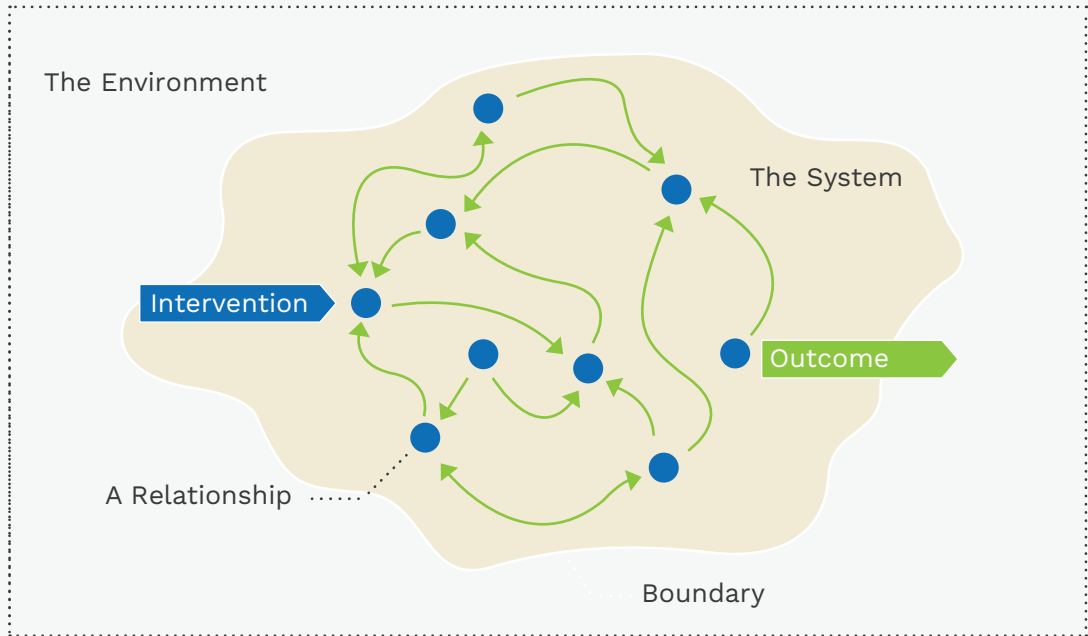 The Environment
The System
Intervention
Outcome
A Relationship
Boundary